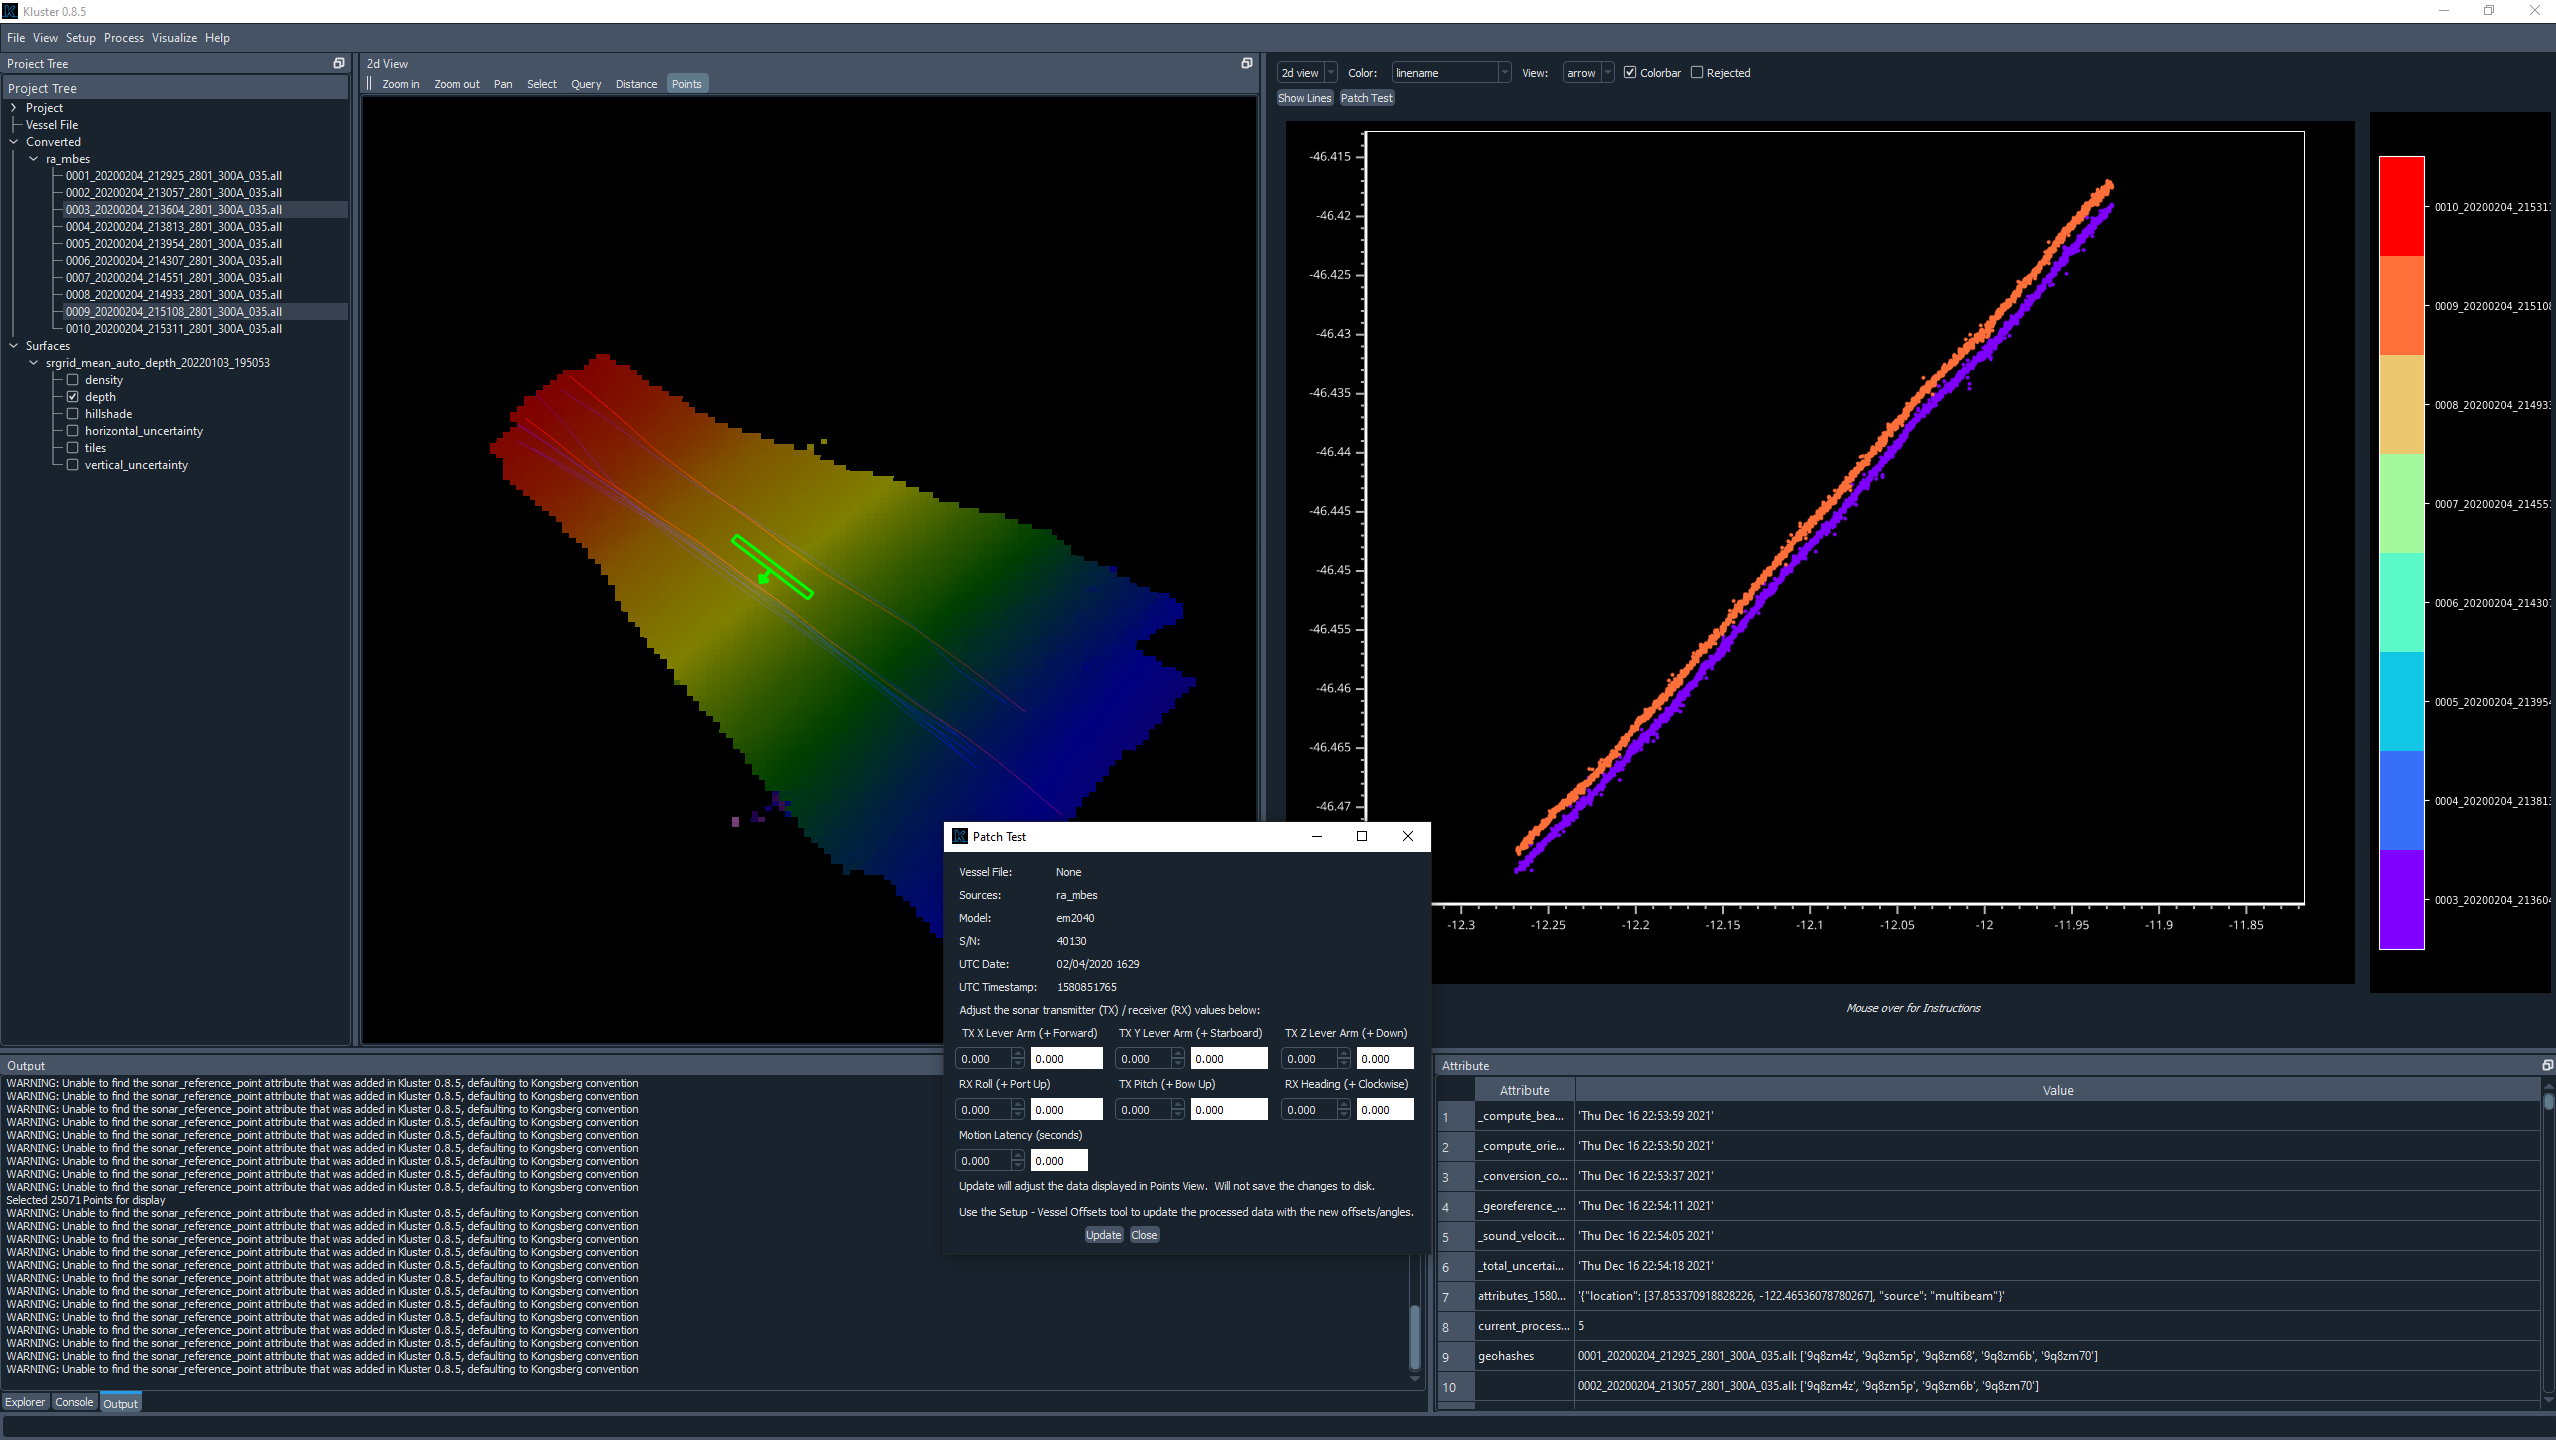 Kluster 0.8.5
File View Setup Process Visualize Help
Project Tree
Project Tree
Project
Vessel File
Converted
ra_mbes
0001_20200204_212925_2801_300A_035.all
0002_20200204_213057_2801_300A_035.all
0003_20200204_213604_2801_300A_035.all
0004_20200204_213813_2801_300A_035.all
0005_20200204_213954_2801_300A_035.all
0006_20200204_214307_2801_300A_035.all
0007_20200204_214551_2801_300A_035.all
0008_20200204_214933_2801_300A_035.all
0009_20200204_215108_2801_300A_035.all
0010_20200204_215311_2801_300A_035.all
Surfaces
srgrid_mean_auto_depth_20220103_195053
density
depth
hillshade
horizontal_uncertainty
tiles
vertical_uncertainty
2d View
Zoom in Zoom out Pan Select Query Distance Points
2d view Color: linename View: arrow Colorbar Rejected
Show Lines Patch Test
-46.415
-46.42
-46.425
-46.43
-46.435
-46.44
-46.445
-46.45
-46.455
-46.46
-46.465
-46.47
-12.3 -12.25 -12.2 -12.15 -12.1 -12.05 -12 -11.95 -11.9 -11.85
0010_20200204_215311
0009_20200204_215108
0008_20200204_214933
0007_20200204_214551
0006_20200204_214307
0005_20200204_213954
0004_20200204_213813
0003_20200204_213604
Mouse over for Instructions
Patch Test
Vessel File: None
Sources: ra_mbes
Model: em2040
S/N: 40130
UTC Date: 02/04/2020 1629
UTC Timestamp: 1580851765
Adjust the sonar transmitter (TX) / receiver (RX) values below:
TX X Lever Arm (+ Forward) TX Y Lever Arm (+ Starboard) TX Z Lever Arm (+ Down)
0.000 0.000 0.000 0.000 0.000 0.000
RX Roll (+ Port Up) TX Pitch (+ Bow Up) RX Heading (+ Clockwise)
0.000 0.000 0.000 0.000 0.000 0.000
Motion Latency (seconds)
0.000 0.000
Update will adjust the data displayed in Points View. Will not save the changes to disk.
Use the Setup - Vessel Offsets tool to update the processed data with the new offsets/angles.
Update Close
Output
WARNING: Unable to find the sonar_reference_point attribute that was added in Kluster 0.8.5, defaulting to Kongsberg convention
WARNING: Unable to find the sonar_reference_point attribute that was added in Kluster 0.8.5, defaulting to Kongsberg convention
WARNING: Unable to find the sonar_reference_point attribute that was added in Kluster 0.8.5, defaulting to Kongsberg convention
WARNING: Unable to find the sonar_reference_point attribute that was added in Kluster 0.8.5, defaulting to Kongsberg convention
WARNING: Unable to find the sonar_reference_point attribute that was added in Kluster 0.8.5, defaulting to Kongsberg convention
WARNING: Unable to find the sonar_reference_point attribute that was added in Kluster 0.8.5, defaulting to Kongsberg convention
WARNING: Unable to find the sonar_reference_point attribute that was added in Kluster 0.8.5, defaulting to Kongsberg convention
WARNING: Unable to find the sonar_reference_point attribute that was added in Kluster 0.8.5, defaulting to Kongsberg convention
WARNING: Unable to find the sonar_reference_point attribute that was added in Kluster 0.8.5, defaulting to Kongsberg convention
Selected 25071 Points for display
WARNING: Unable to find the sonar_reference_point attribute that was added in Kluster 0.8.5, defaulting to Kongsberg convention
WARNING: Unable to find the sonar_reference_point attribute that was added in Kluster 0.8.5, defaulting to Kongsberg convention
WARNING: Unable to find the sonar_reference_point attribute that was added in Kluster 0.8.5, defaulting to Kongsberg convention
WARNING: Unable to find the sonar_reference_point attribute that was added in Kluster 0.8.5, defaulting to Kongsberg convention
WARNING: Unable to find the sonar_reference_point attribute that was added in Kluster 0.8.5, defaulting to Kongsberg convention
WARNING: Unable to find the sonar_reference_point attribute that was added in Kluster 0.8.5, defaulting to Kongsberg convention
WARNING: Unable to find the sonar_reference_point attribute that was added in Kluster 0.8.5, defaulting to Kongsberg convention
WARNING: Unable to find the sonar_reference_point attribute that was added in Kluster 0.8.5, defaulting to Kongsberg convention
WARNING: Unable to find the sonar_reference_point attribute that was added in Kluster 0.8.5, defaulting to Kongsberg convention
WARNING: Unable to find the sonar_reference_point attribute that was added in Kluster 0.8.5, defaulting to Kongsberg convention
WARNING: Unable to find the sonar_reference_point attribute that was added in Kluster 0.8.5, defaulting to Kongsberg convention
WARNING: Unable to find the sonar_reference_point attribute that was added in Kluster 0.8.5, defaulting to Kongsberg convention
WARNING: Unable to find the sonar_reference_point attribute that was added in Kluster 0.8.5, defaulting to Kongsberg convention
Explorer Console Output
Attribute
Attribute Value
1 _compute_bea... 'Thu Dec 16 22:53:59 2021'
2 _compute_orie... 'Thu Dec 16 22:53:50 2021'
3 _conversion_co... 'Thu Dec 16 22:53:37 2021'
4 _georeference_... 'Thu Dec 16 22:54:11 2021'
5 _sound_velocit... 'Thu Dec 16 22:54:05 2021'
6 _total_uncertai... 'Thu Dec 16 22:54:18 2021'
7 attributes_1580... '{"location": [37.853370918828226, -122.46536078780267], "source": "multibeam"}'
8 current_process... 5
9 geohashes 0001_20200204_212925_2801_300A_035.all: ['9q8zm4z', '9q8zm5p', '9q8zm68', '9q8zm6b', '9q8zm70']
10 0002_20200204_213057_2801_300A_035.all: ['9q8zm4z', '9q8zm5p', '9q8zm6b', '9q8zm70']